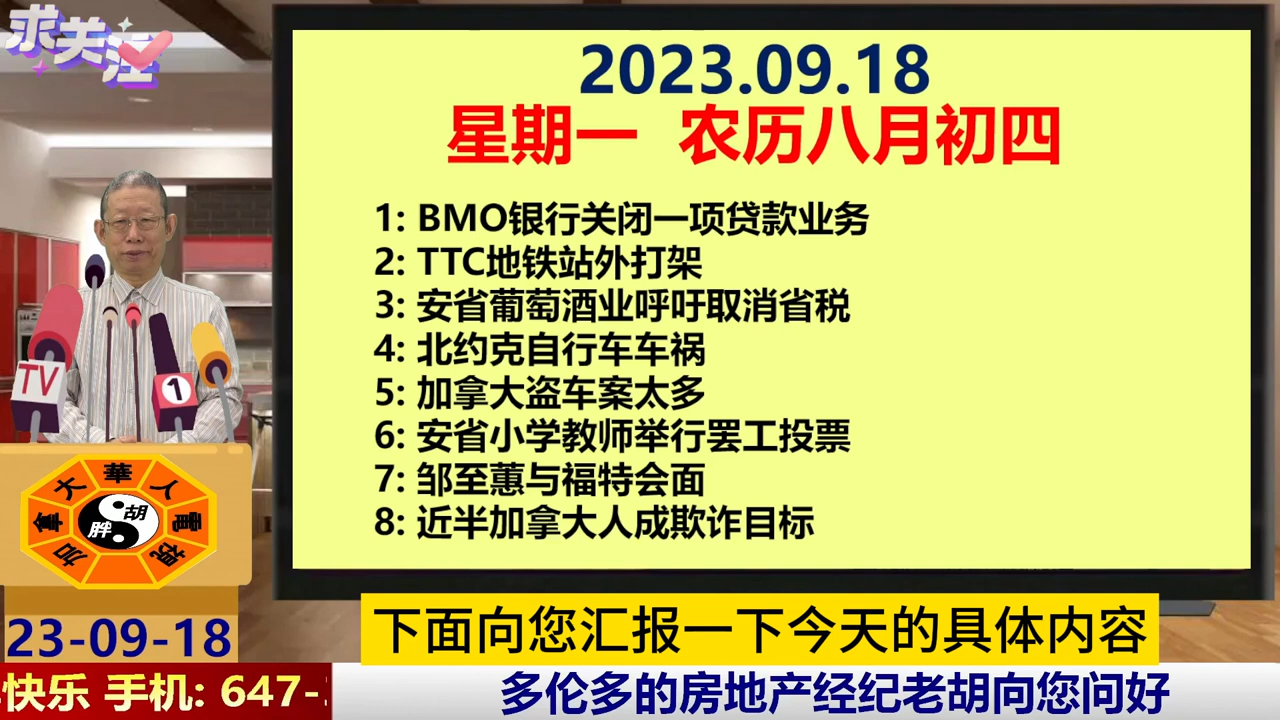 求关注
2023.09.18
星期一 农历八月初四
1: BMO银行关闭一项贷款业务
2: TTC地铁站外打架
3: 安省葡萄酒业呼吁取消省税
4: 北约克自行车车祸
5: 加拿大盗车案太多
6: 安省小学教师举行罢工投票
7: 邹至蕙与福特会面
8: 近半加拿大人成欺诈目标
TV
1
加拿大華人電視
胖胡
下面向您汇报一下今天的具体内容
23-09-18
快乐 手机: 647-
多伦多的房地产经纪老胡向您问好